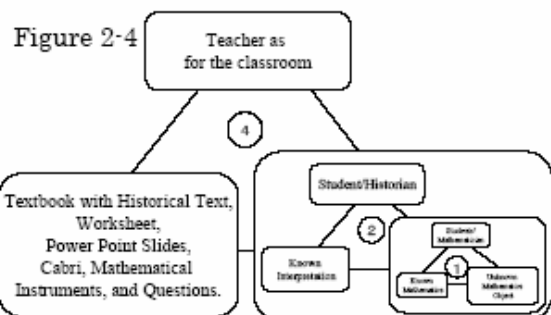 Figure 2-4
Teacher as
for the classroom
4
Textbook with Historical Text,
Worksheet,
Power Point Slides,
Cabri, Mathematical
Instruments, and Questions.
Student/Historian
2
Known
Interpretation
Student/
Mathematician
1
Known
Mathematics
Unknown
Mathematics
Object